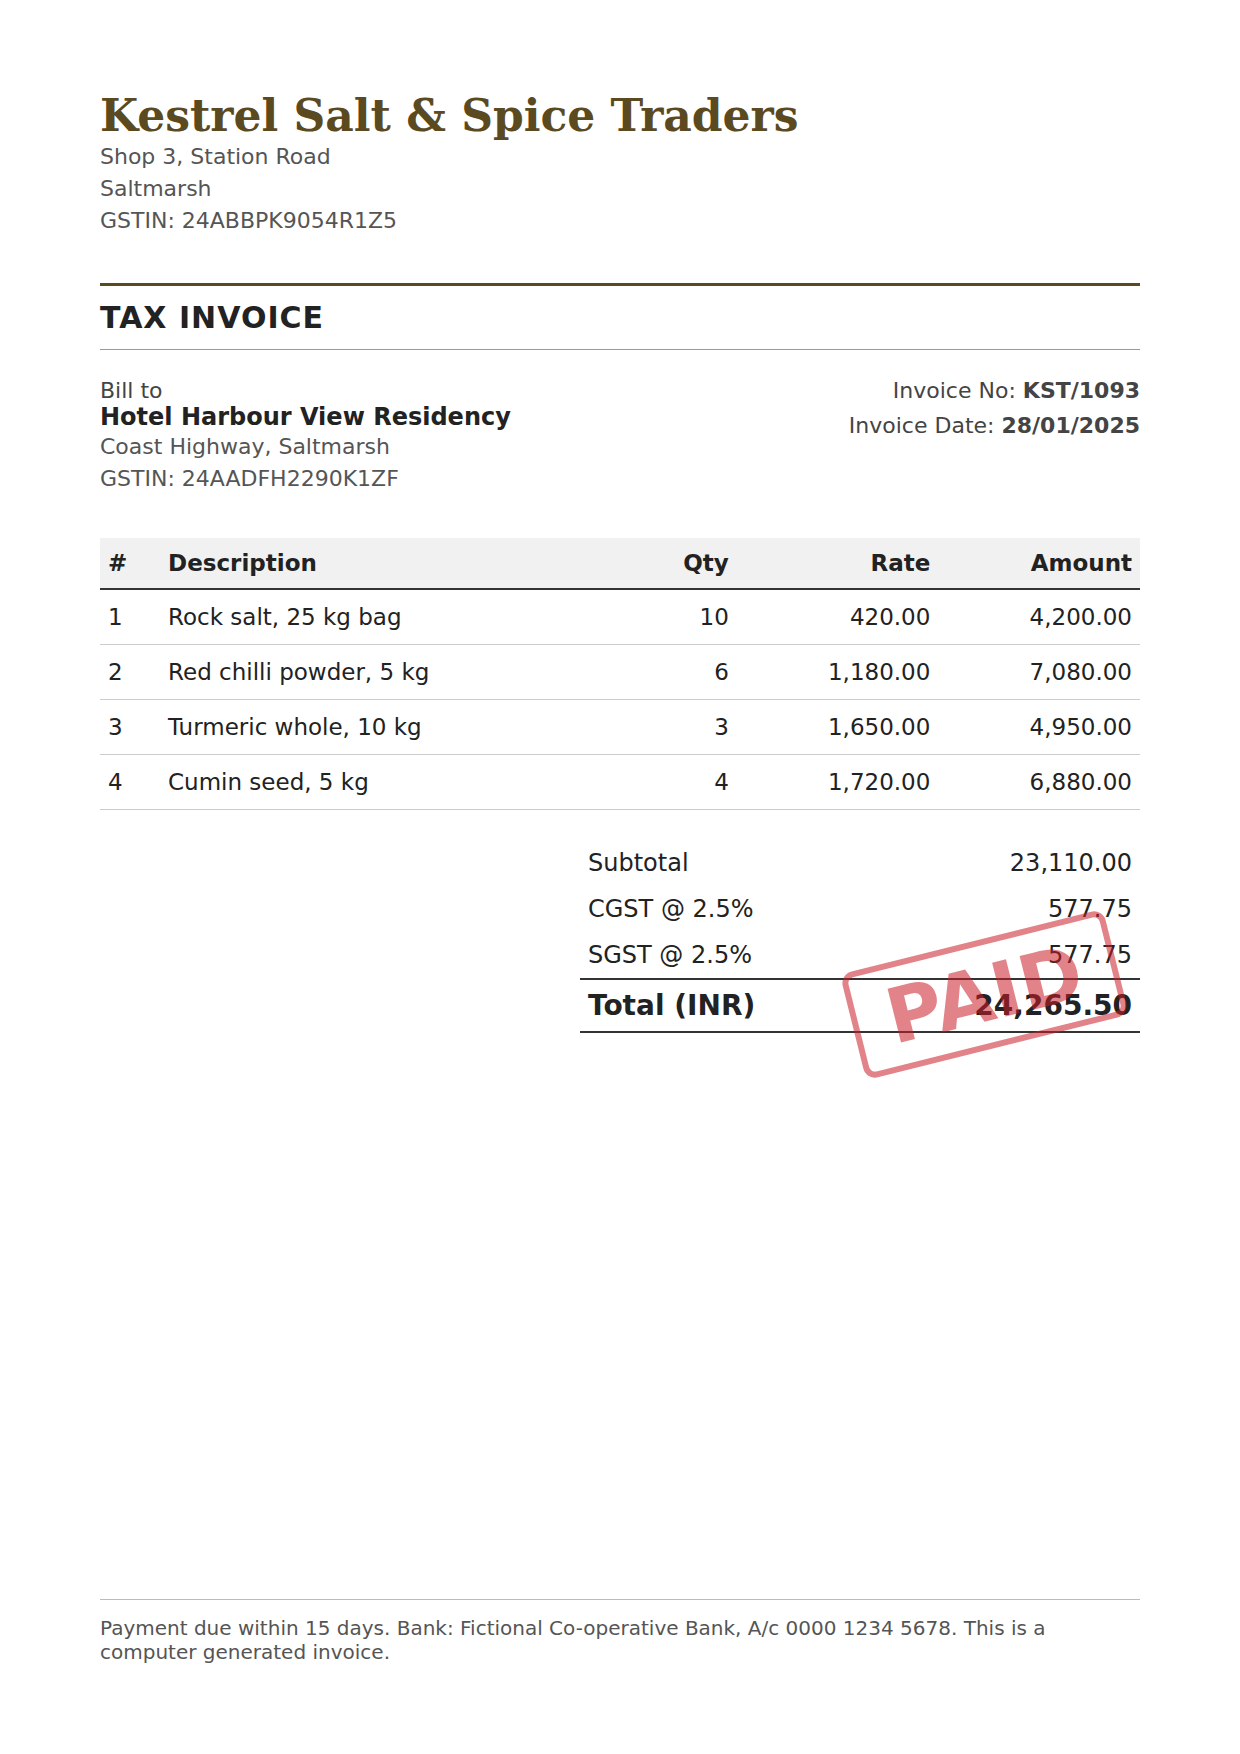 Kestrel Salt & Spice Traders
Shop 3, Station Road
Saltmarsh
GSTIN: 24ABBPK9054R1Z5
TAX INVOICE
Bill to
Hotel Harbour View Residency
Coast Highway, Saltmarsh
GSTIN: 24AADFH2290K1ZF
Invoice No: KST/1093
Invoice Date: 28/01/2025
# Description Qty Rate Amount
1 Rock salt, 25 kg bag 10 420.00 4,200.00
2 Red chilli powder, 5 kg 6 1,180.00 7,080.00
3 Turmeric whole, 10 kg 3 1,650.00 4,950.00
4 Cumin seed, 5 kg 4 1,720.00 6,880.00
Subtotal 23,110.00
CGST @ 2.5% 577.75
SGST @ 2.5% 577.75
Total (INR) 24,265.50
PAID
Payment due within 15 days. Bank: Fictional Co-operative Bank, A/c 0000 1234 5678. This is a
computer generated invoice.